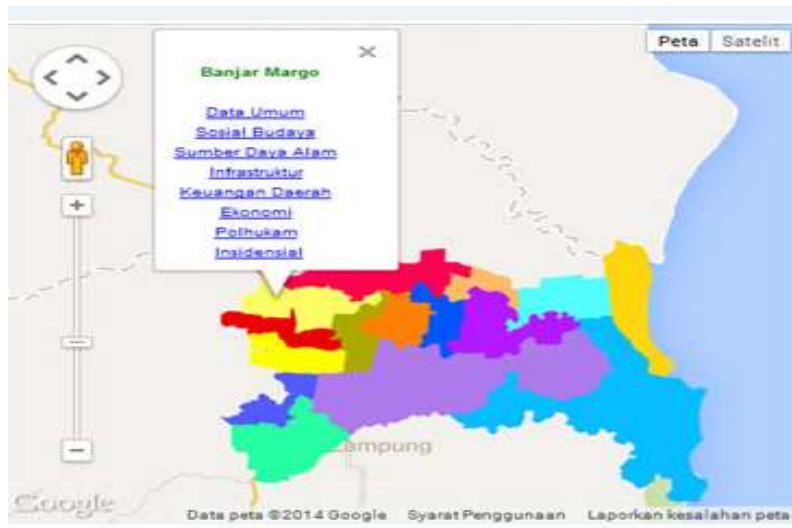 Peta Satelit
Banjar Margo
Data Umum
Sosial Budaya
Sumber Daya Alam
Infrastruktur
Keuangan Daerah
Ekonomi
Polhukam
Insidensial
Lampung
Google
Data peta ©2014 Google Syarat Penggunaan Laporkan kesalahan peta